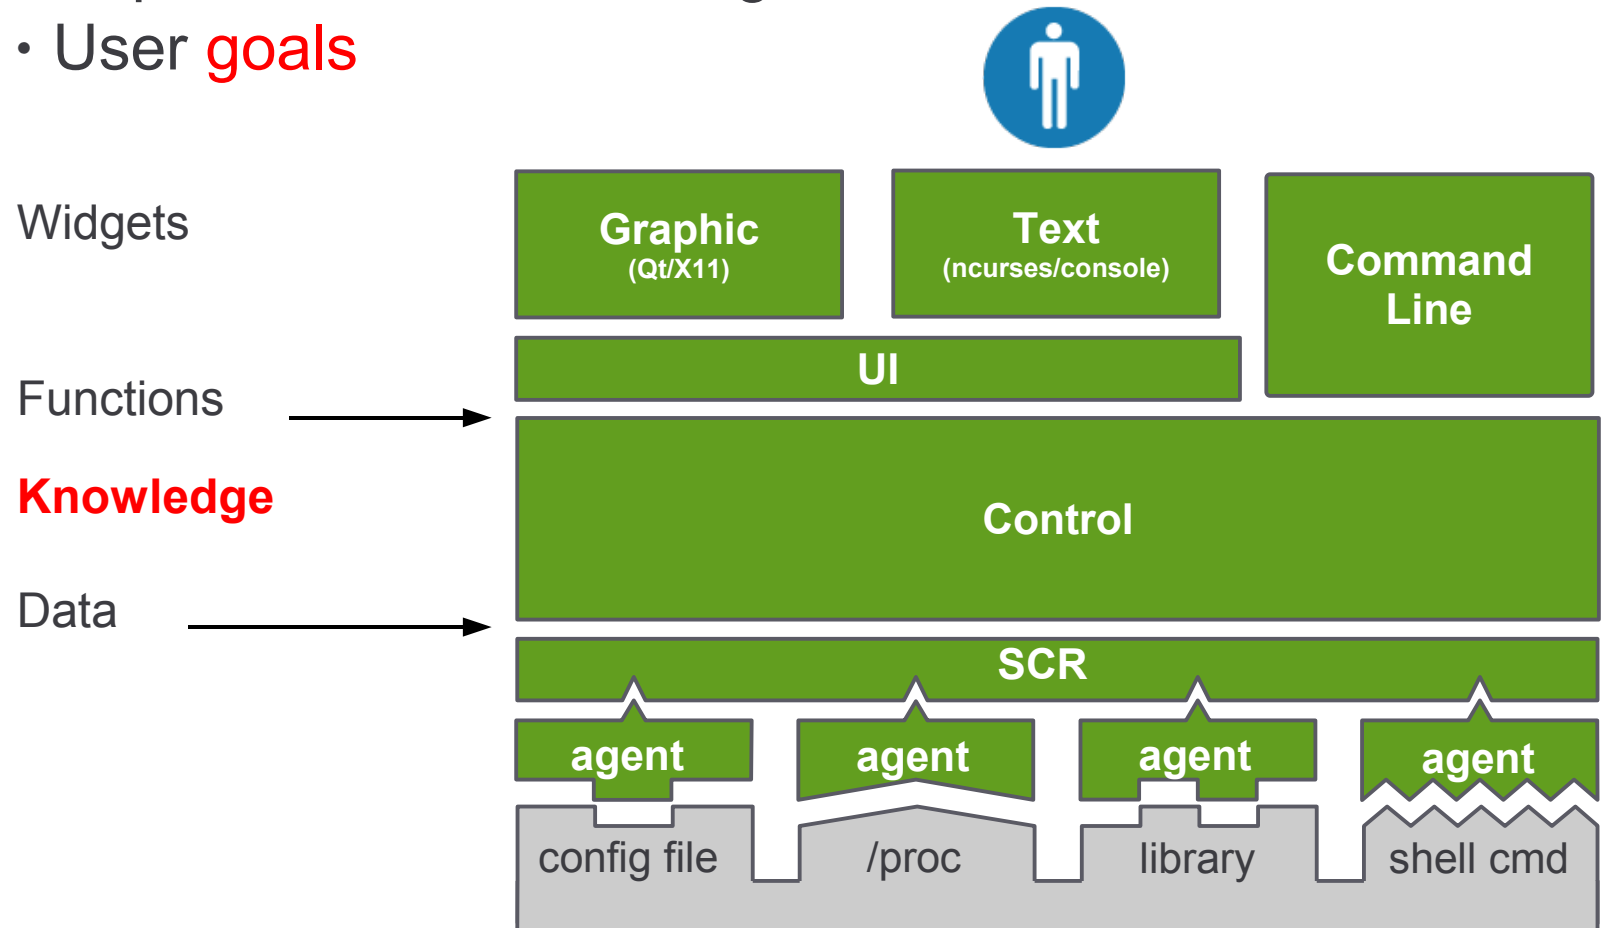 • User goals
Widgets
Graphic
(Qt/X11)
Text
(ncurses/console)
Command
Line
UI
Functions
Knowledge
Control
Data
SCR
agent
agent
agent
agent
config file
/proc
library
shell cmd